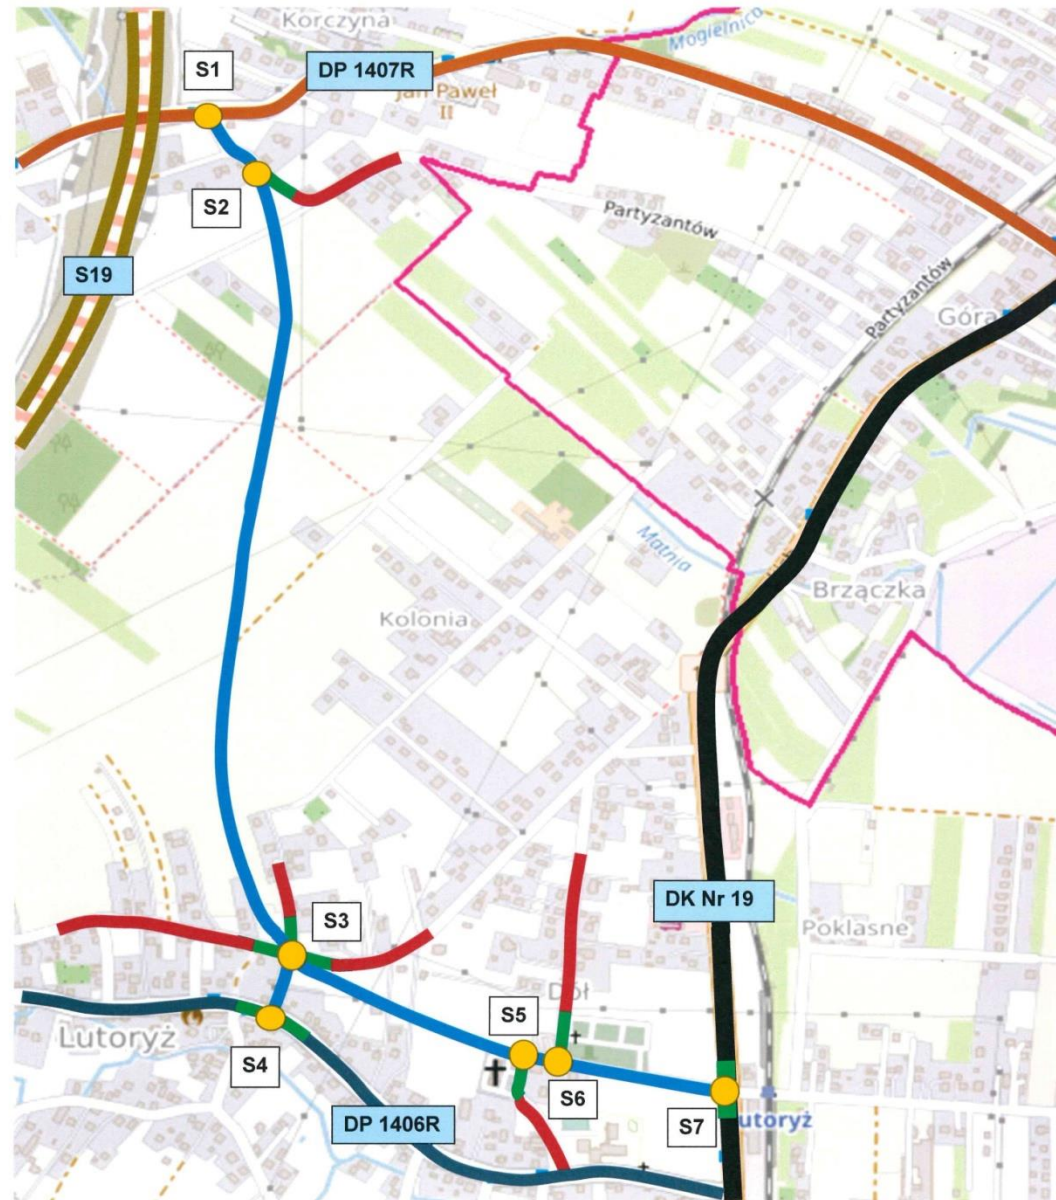 Korczyna
Mogielnica
S1
DP 1407R
Jan Paweł
II
S2
Partyzantów
S19
Partyzantów
Góra
Matnia
Brzączka
Kolonia
DK Nr 19
S3
Poklasne
Dół
S5
Lutoryż
S4
S6
DP 1406R
S7
utoryż